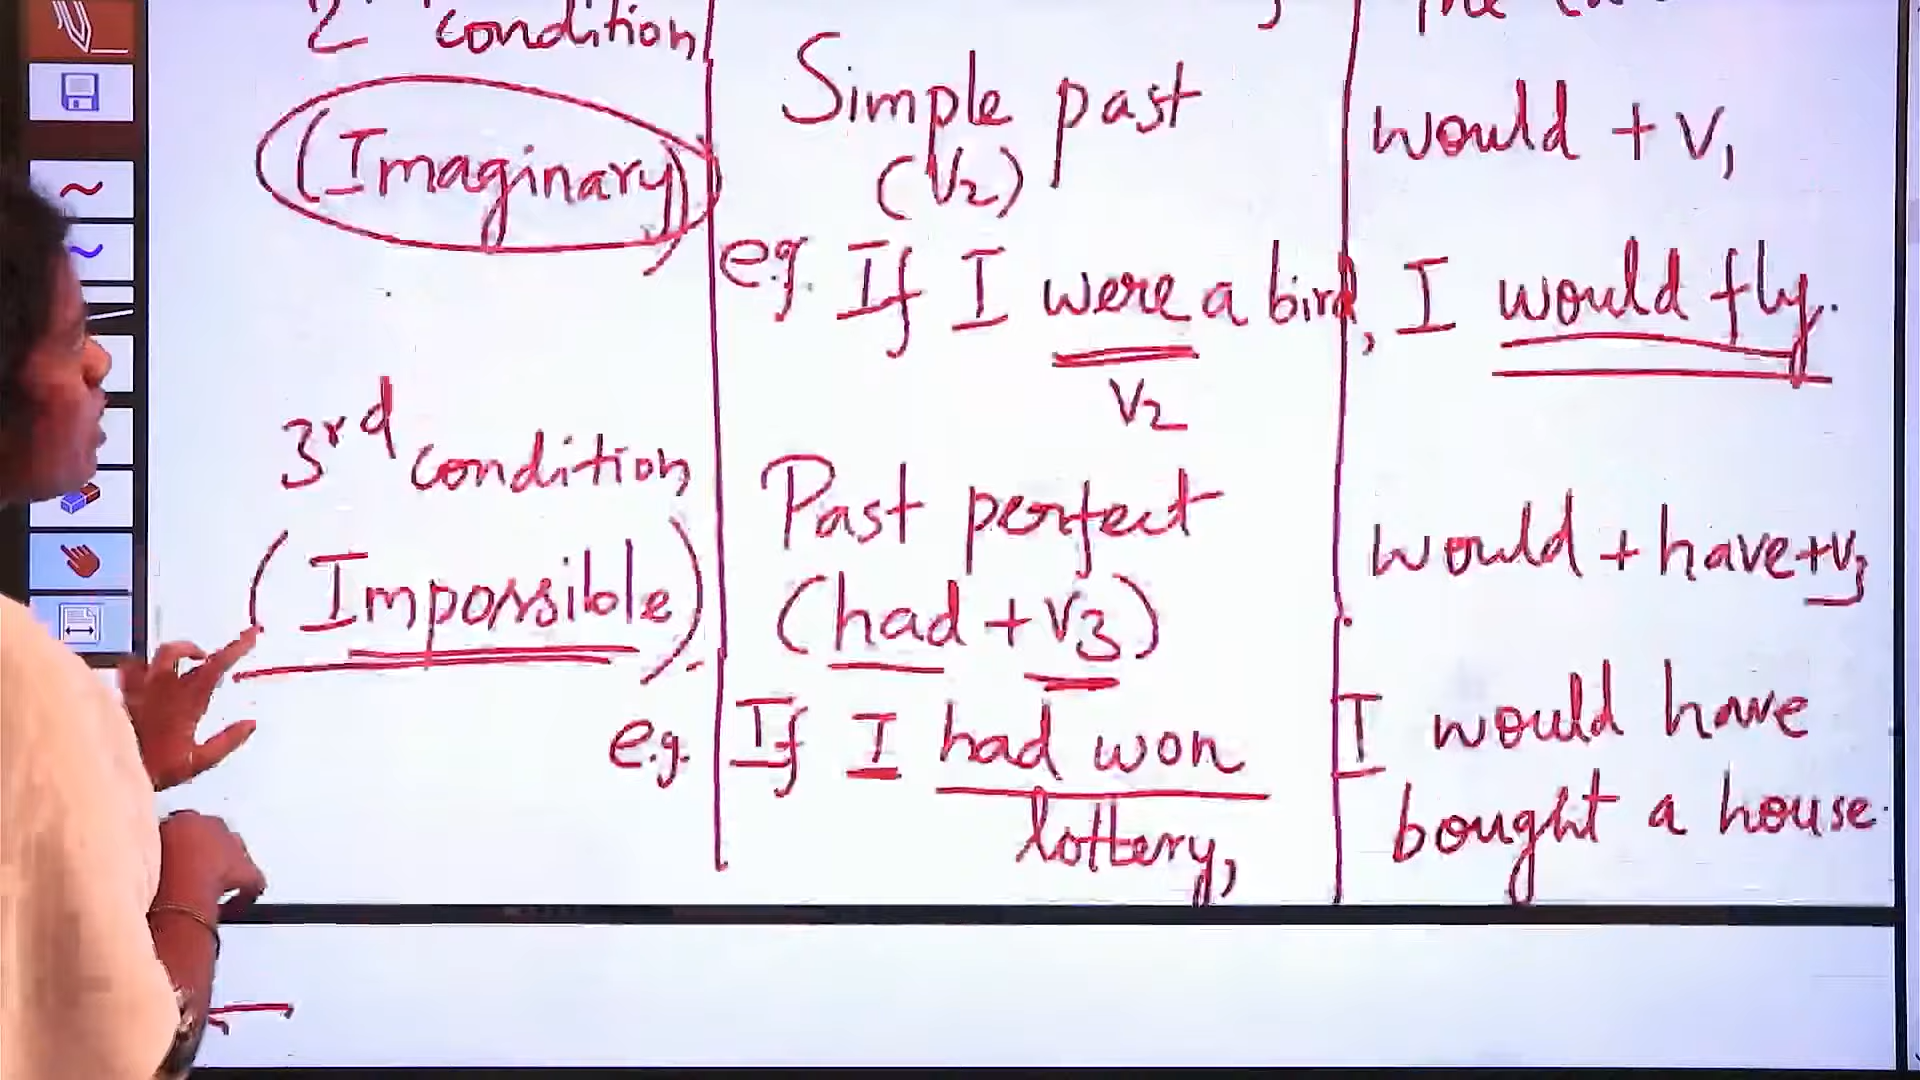 2 condition
(Imaginary)
Simple past
(V2)
would + V1
e.g. If I were a bird, I would fly.
V2
3rd condition
(Impossible)
Past perfect
(had + V3)
would + have + V3
e.g. If I had won
lottery,
I would have
bought a house.